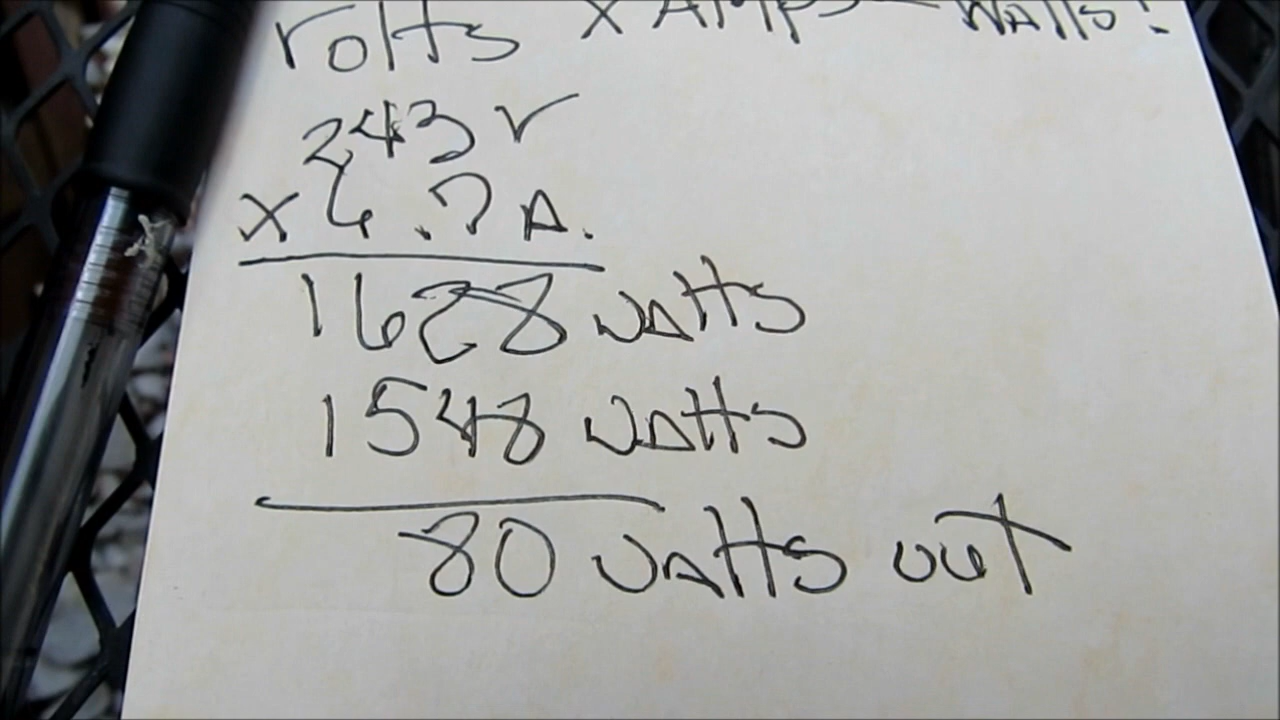 Volts x AMPS = WAtts!
243 V
x 6.7 A.
1628 WAtts
1548 WAtts
80 WAtts out